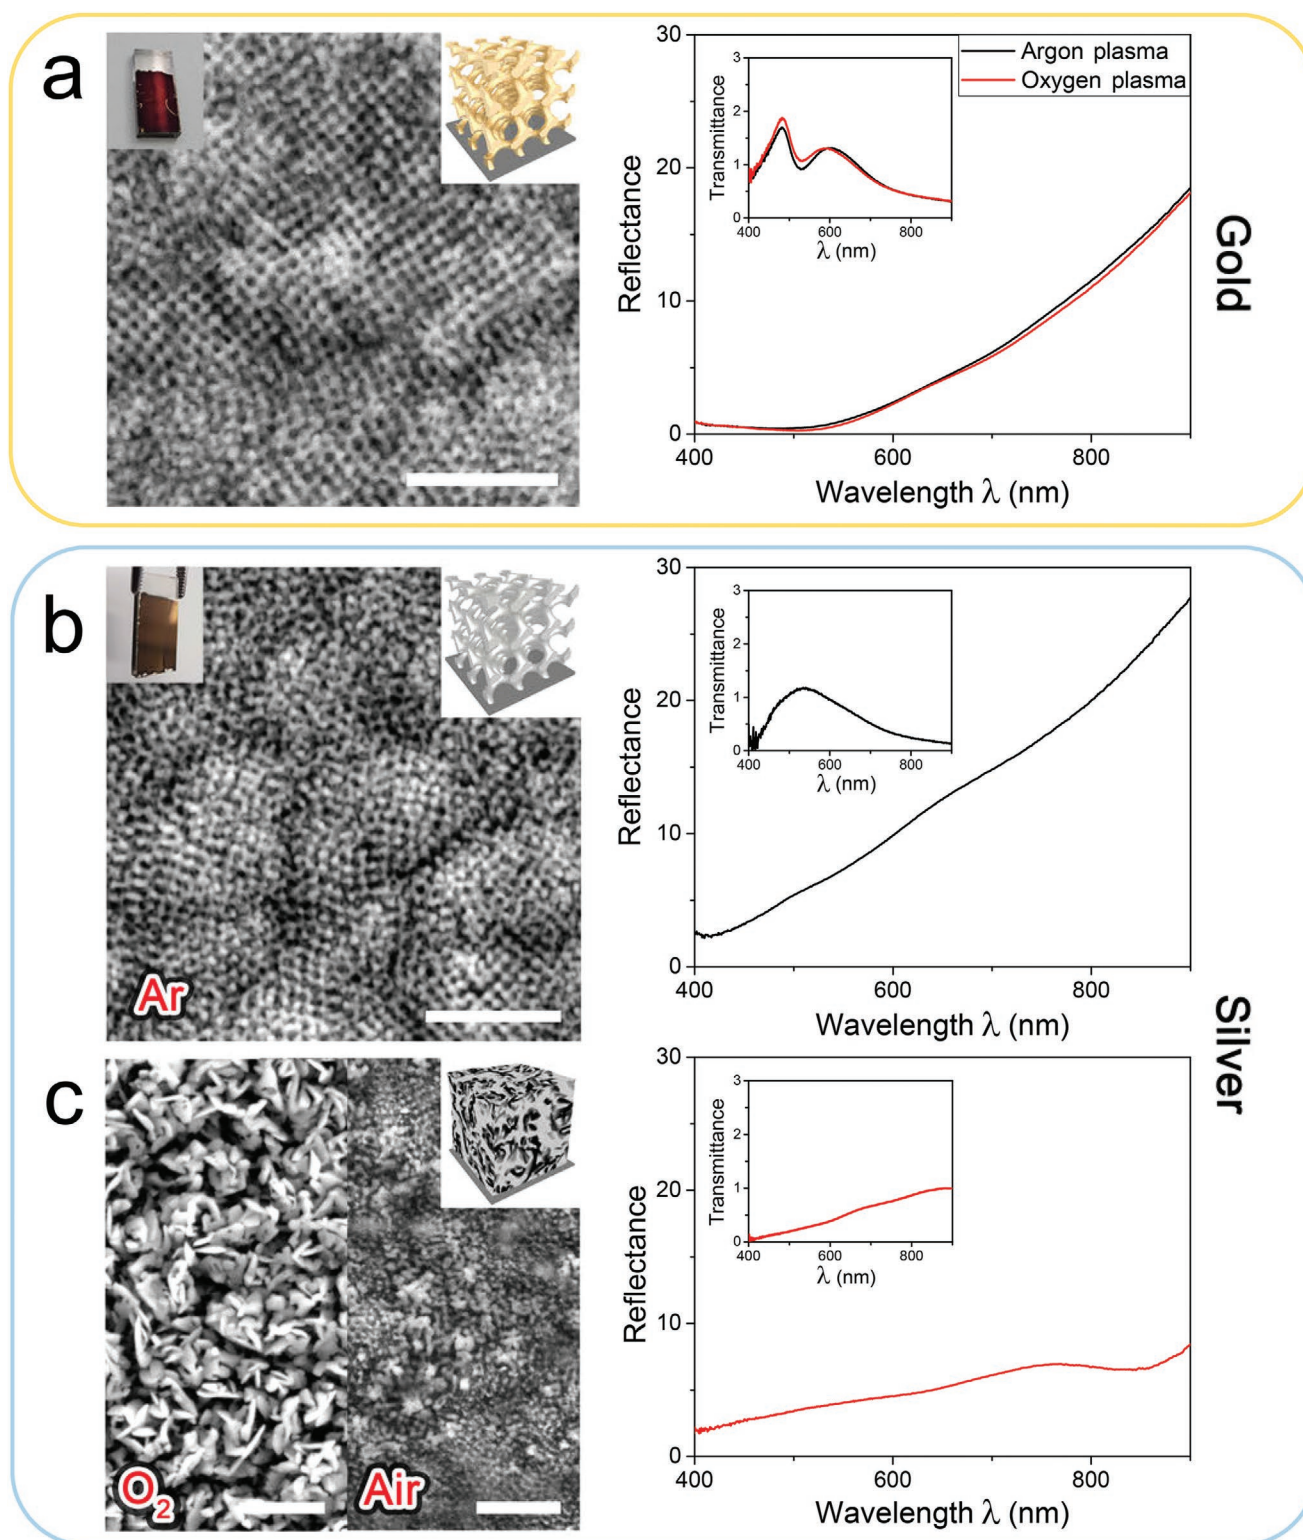 a
30
20
10
0
400
600
800
Reflectance
Wavelength λ (nm)
Argon plasma
Oxygen plasma
3
2
1
0
400
600
800
Transmittance
λ (nm)
Gold
b
Ar
30
20
10
0
400
600
800
Reflectance
Wavelength λ (nm)
3
2
1
0
400
600
800
Transmittance
λ (nm)
Silver
c
O₂
Air
30
20
10
0
400
600
800
Reflectance
Wavelength λ (nm)
3
2
1
0
400
600
800
Transmittance
λ (nm)